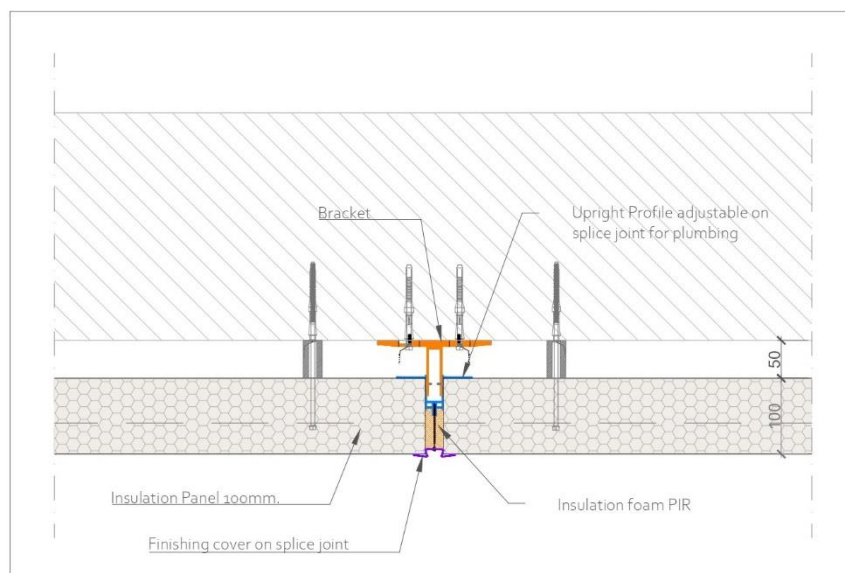 Bracket
Upright Profile adjustable on
splice joint for plumbing
50
100
Insulation Panel 100mm.
Insulation foam PIR
Finishing cover on splice joint